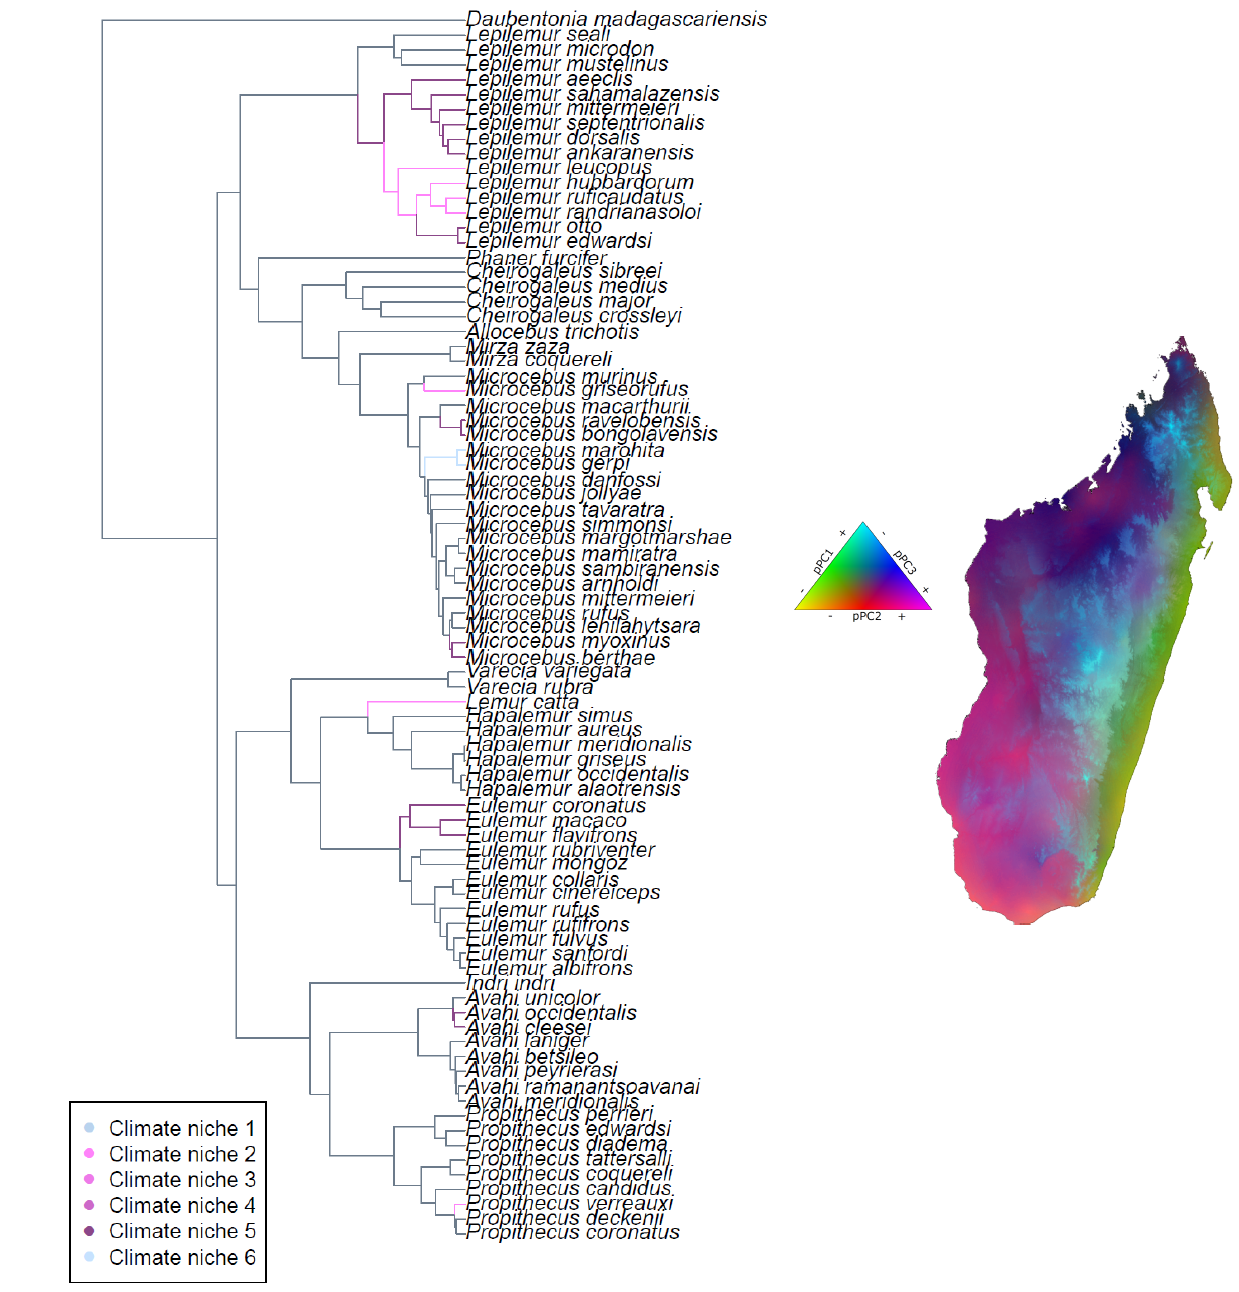 Daubentonia madagascariensis
Lepilemur seali
Lepilemur microdon
Lepilemur mustelinus
Lepilemur aeeclis
Lepilemur sahamalazensis
Lepilemur mittermeieri
Lepilemur septentrionalis
Lepilemur dorsalis
Lepilemur ankaranensis
Lepilemur leucopus
Lepilemur hubbardorum
Lepilemur ruficaudatus
Lepilemur randrianasoloi
Lepilemur otto
Lepilemur edwardsi
Phaner furcifer
Cheirogaleus sibreei
Cheirogaleus medius
Cheirogaleus major
Cheirogaleus crossleyi
Allocebus trichotis
Mirza zaza
Mirza coquereli
Microcebus murinus
Microcebus griseorufus
Microcebus macarthurii
Microcebus ravelobensis
Microcebus bongolavensis
Microcebus marohita
Microcebus gerpi
Microcebus danfossi
Microcebus jollyae
Microcebus tavaratra
Microcebus simmonsi
Microcebus margotmarshae
Microcebus mamiratra
Microcebus sambiranensis
Microcebus arnholdi
Microcebus mittermeieri
Microcebus rufus
Microcebus lehilahytsara
Microcebus myoxinus
Microcebus berthae
Varecia variegata
Varecia rubra
Lemur catta
Hapalemur simus
Hapalemur aureus
Hapalemur meridionalis
Hapalemur griseus
Hapalemur occidentalis
Hapalemur alaotrensis
Eulemur coronatus
Eulemur macaco
Eulemur flavifrons
Eulemur rubriventer
Eulemur mongoz
Eulemur collaris
Eulemur cinereiceps
Eulemur rufus
Eulemur rufifrons
Eulemur fulvus
Eulemur sanfordi
Eulemur albifrons
Indri indri
Avahi unicolor
Avahi occidentalis
Avahi cleesei
Avahi laniger
Avahi betsileo
Avahi peyrierasi
Avahi ramanantsoavanai
Avahi meridionalis
Propithecus perrieri
Propithecus edwardsi
Propithecus diadema
Propithecus tattersalli
Propithecus coquereli
Propithecus candidus
Propithecus verreauxi
Propithecus deckenii
Propithecus coronatus
+ -
pPC1 pPC3
- +
- pPC2 +
Climate niche 1
Climate niche 2
Climate niche 3
Climate niche 4
Climate niche 5
Climate niche 6